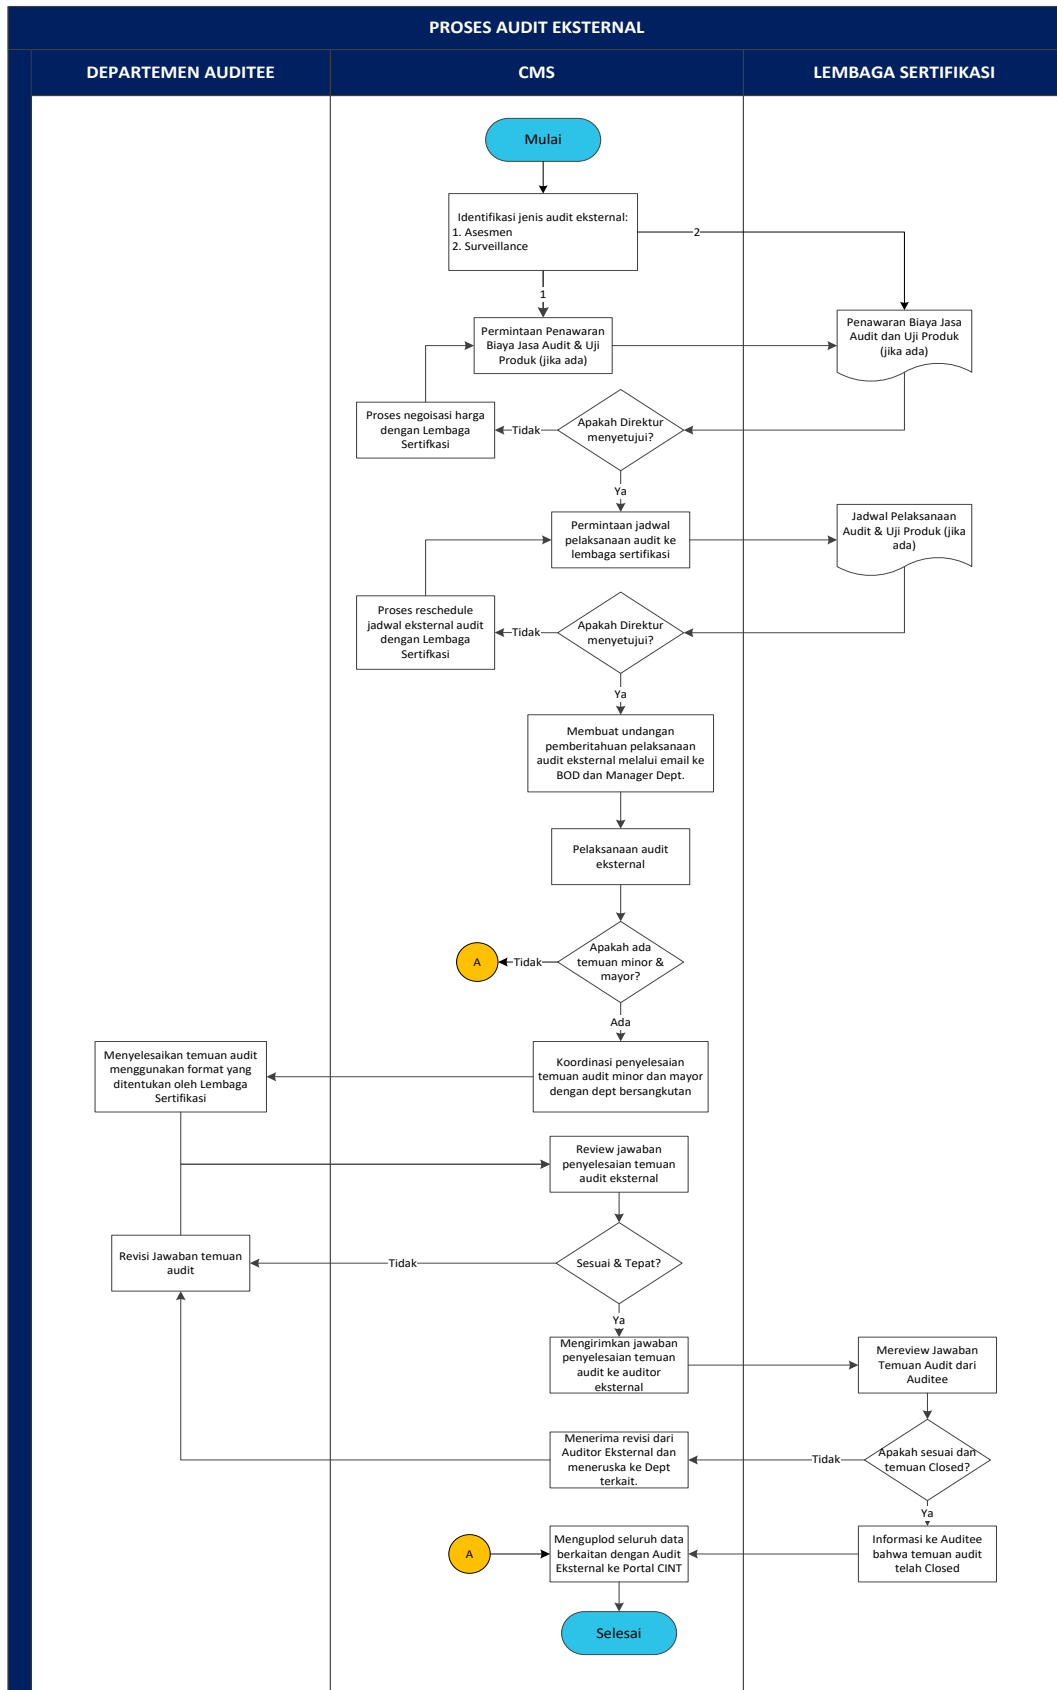 PROSES AUDIT EKSTERNAL
DEPARTEMEN AUDITEE
CMS
LEMBAGA SERTIFIKASI
Mulai
Identifikasi jenis audit eksternal:
1. Asesmen
2. Surveillance
2
1
Permintaan Penawaran
Biaya Jasa Audit & Uji
Produk (jika ada)
Penawaran Biaya Jasa
Audit dan Uji Produk
(jika ada)
Proses negoisasi harga
dengan Lembaga
Sertifkasi
Tidak
Apakah Direktur
menyetujui?
Ya
Permintaan jadwal
pelaksanaan audit ke
lembaga sertifikasi
Jadwal Pelaksanaan
Audit & Uji Produk (jika
ada)
Proses reschedule
jadwal eksternal audit
dengan Lembaga
Sertifkasi
Tidak
Apakah Direktur
menyetujui?
Ya
Membuat undangan
pemberitahuan pelaksanaan
audit eksternal melalui email ke
BOD dan Manager Dept.
Pelaksanaan audit
eksternal
A
Tidak
Apakah ada
temuan minor &
mayor?
Ada
Menyelesaikan temuan audit
menggunakan format yang
ditentukan oleh Lembaga
Sertifikasi
Koordinasi penyelesaian
temuan audit minor dan mayor
dengan dept bersangkutan
Review jawaban
penyelesaian temuan
audit eksternal
Revisi Jawaban temuan
audit
Tidak
Sesuai & Tepat?
Ya
Mengirimkan jawaban
penyelesaian temuan
audit ke auditor
eksternal
Mereview Jawaban
Temuan Audit dari
Auditee
Menerima revisi dari
Auditor Eksternal dan
meneruska ke Dept
terkait.
Tidak
Apakah sesuai dan
temuan Closed?
Ya
A
Menguplod seluruh data
berkaitan dengan Audit
Eksternal ke Portal CINT
Informasi ke Auditee
bahwa temuan audit
telah Closed
Selesai